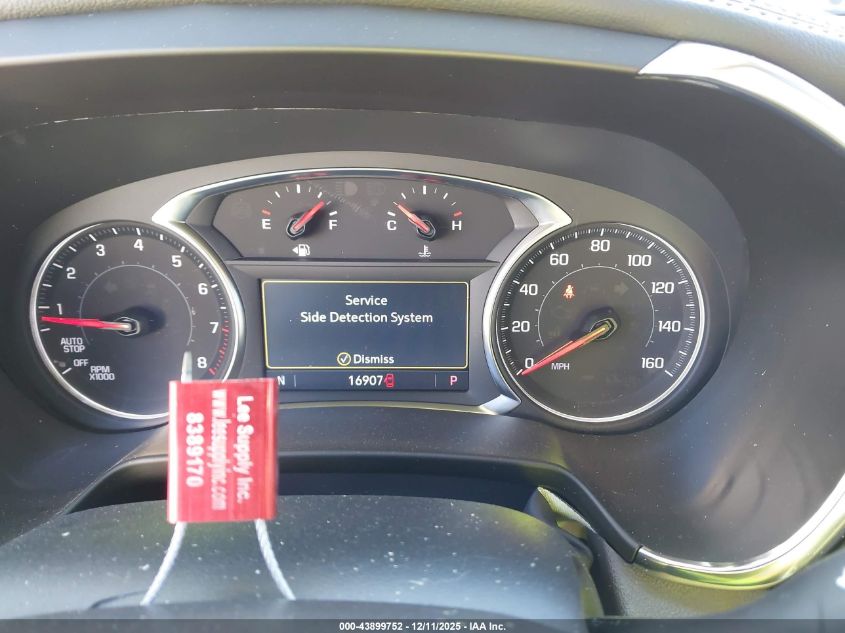 E F
C H
1 2 3 4 5 6 7 8
AUTO
STOP
OFF
RPM
X1000
Service
Side Detection System
Dismiss
N 16907 P
0 20 40 60 80 100 120 140 160
MPH
Lee Supply Inc.
www.leesupplyinc.com
8389170
000-43899752 - 12/11/2025 - IAA Inc.